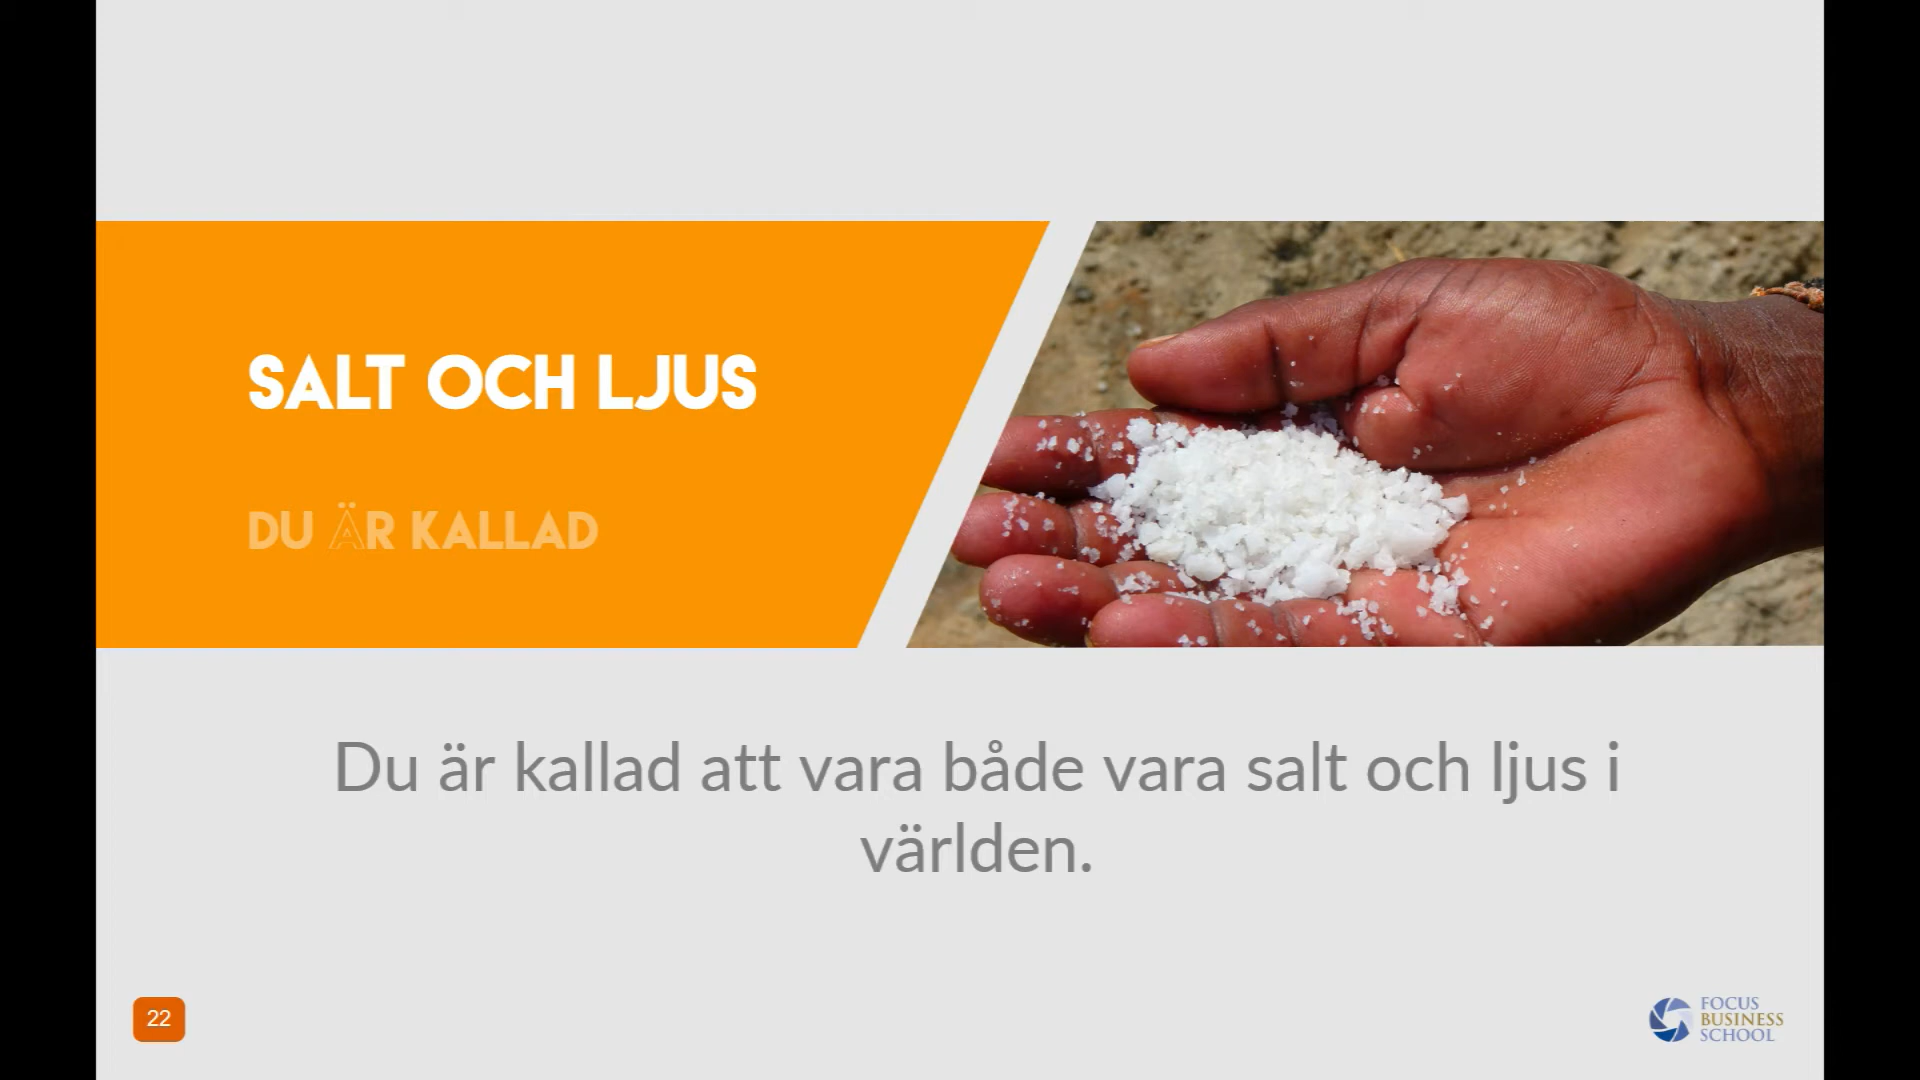 SALT OCH LJUS
DU ÄR KALLAD
Du är kallad att vara både vara salt och ljus i
världen.
22
FOCUS
BUSINESS
SCHOOL